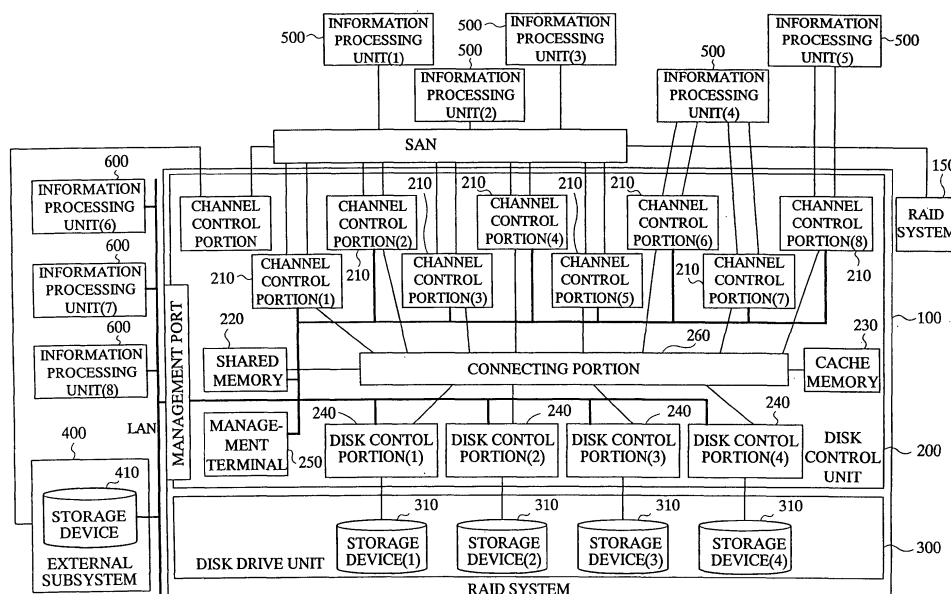 500
INFORMATION
PROCESSING
UNIT(1)
500
INFORMATION
PROCESSING
UNIT(3)
500
INFORMATION
PROCESSING
UNIT(2)
500
INFORMATION
PROCESSING
UNIT(4)
INFORMATION
PROCESSING
UNIT(5)
500
SAN
600
INFORMATION
PROCESSING
UNIT(6)
600
INFORMATION
PROCESSING
UNIT(7)
600
INFORMATION
PROCESSING
UNIT(8)
LAN
MANAGEMENT PORT
CHANNEL
CONTROL
PORTION
210
CHANNEL
CONTROL
PORTION(1)
CHANNEL
CONTROL
PORTION(2)
210
210
CHANNEL
CONTROL
PORTION(3)
210
CHANNEL
CONTROL
PORTION(4)
210
CHANNEL
CONTROL
PORTION(5)
210
CHANNEL
CONTROL
PORTION(6)
210
CHANNEL
CONTROL
PORTION(7)
CHANNEL
CONTROL
PORTION(8)
210
150
RAID
SYSTEM
100
220
SHARED
MEMORY
260
CONNECTING PORTION
230
CACHE
MEMORY
MANAGE-
MENT
TERMINAL
250
240
DISK CONTOL
PORTION(1)
240
DISK CONTOL
PORTION(2)
240
DISK CONTOL
PORTION(3)
240
DISK CONTOL
PORTION(4)
DISK
CONTROL
UNIT
200
400
410
STORAGE
DEVICE
EXTERNAL
SUBSYSTEM
DISK DRIVE UNIT
310
STORAGE
DEVICE(1)
310
STORAGE
DEVICE(2)
310
STORAGE
DEVICE(3)
310
STORAGE
DEVICE(4)
300
RAID SYSTEM